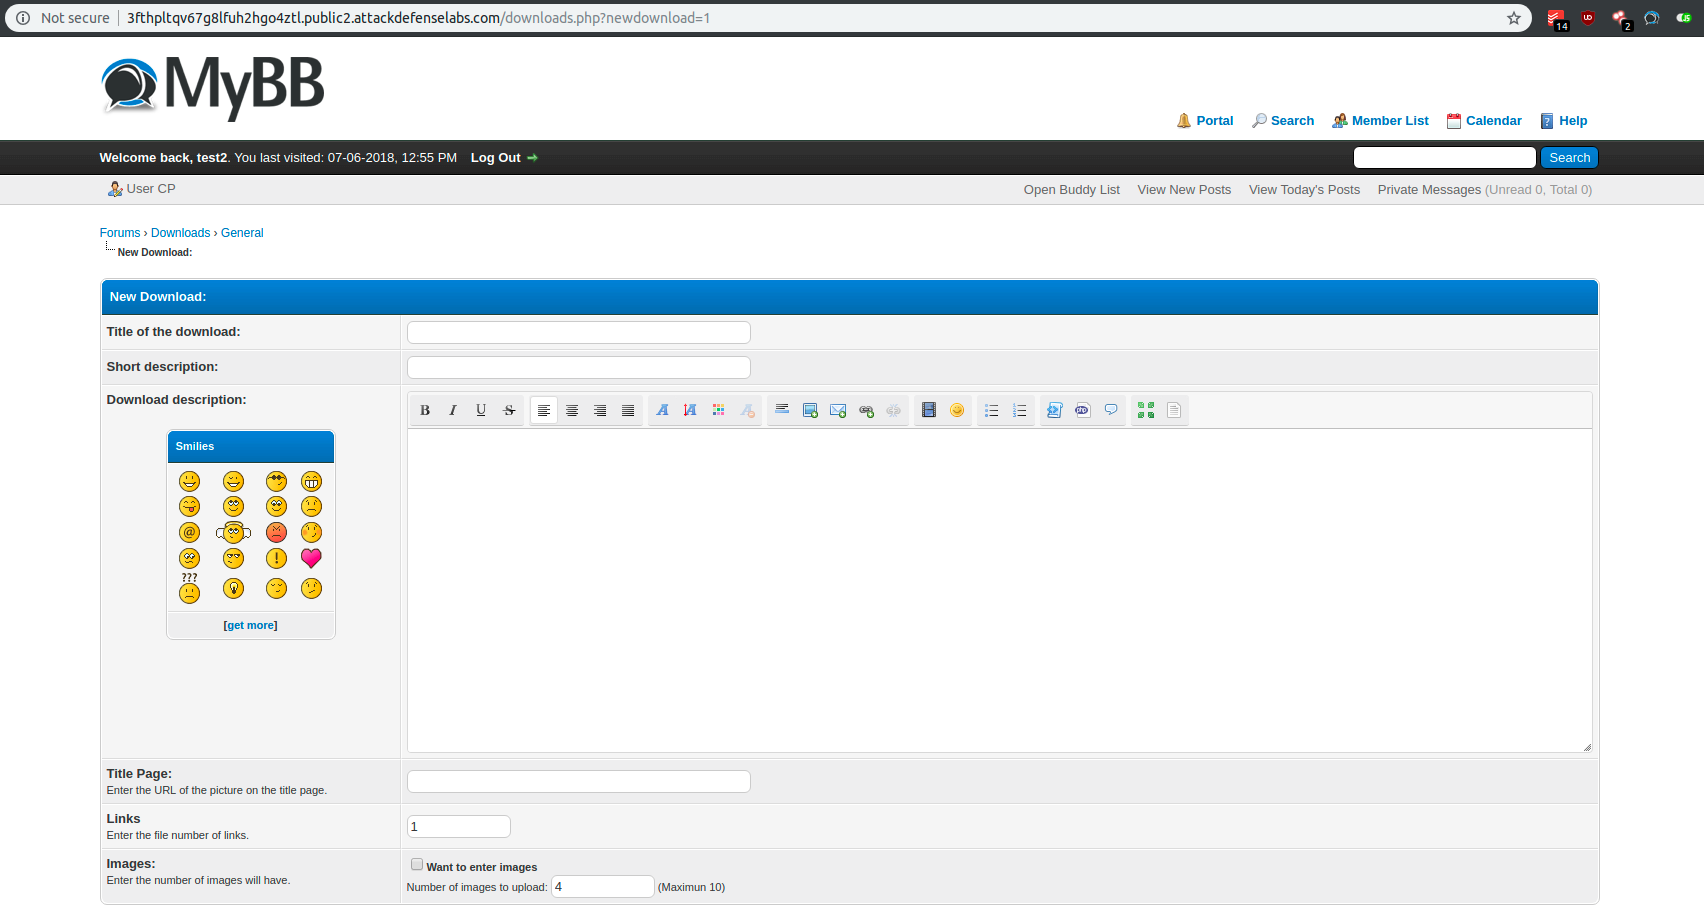 Not secure | 3fthpltqv67g8lfuh2hgo4ztl.public2.attackdefenselabs.com/downloads.php?newdownload=1
14
2
MyBB
Portal Search Member List Calendar Help
Welcome back, test2. You last visited: 07-06-2018, 12:55 PM Log Out
Search
User CP
Open Buddy List View New Posts View Today's Posts Private Messages (Unread 0, Total 0)
Forums › Downloads › General
New Download:
New Download:
Title of the download:
Short description:
Download description:
B I U S
Smilies
???
[get more]
Title Page:
Enter the URL of the picture on the title page.
Links
Enter the file number of links.
1
Images:
Enter the number of images will have.
Want to enter images
Number of images to upload: 4 (Maximun 10)